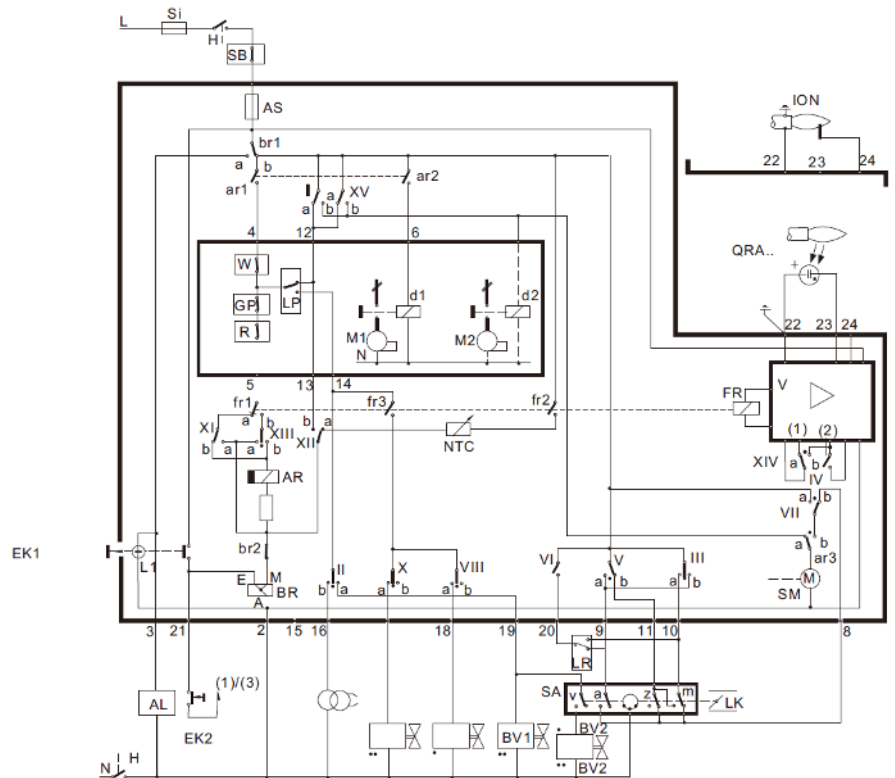 L Si H
SB
AS
ION
22 23 24
br1
a b
ar1 ar2
I a b a XV b
4 12 6
QRA..
+
W
GP LP
R
d1 d2
M1 M2
N
22 23 24
5 13 14
fr1 fr3 fr2
FR V
a
XI XIII b a XII
b a b
NTC
(1) (2)
XIV a b
IV
AR
a b
VII
a b
ar3
EK1
L1
br2
E M BR
A
II X VIII
b a a b a b
VI V III
a b a b
M
SM
3 21 2 15 16 18 19 20 9 11 10 8
LR
(1)/(3)
AL
EK2
SA v a z m
LK
BV1
BV2
BV2
H
N